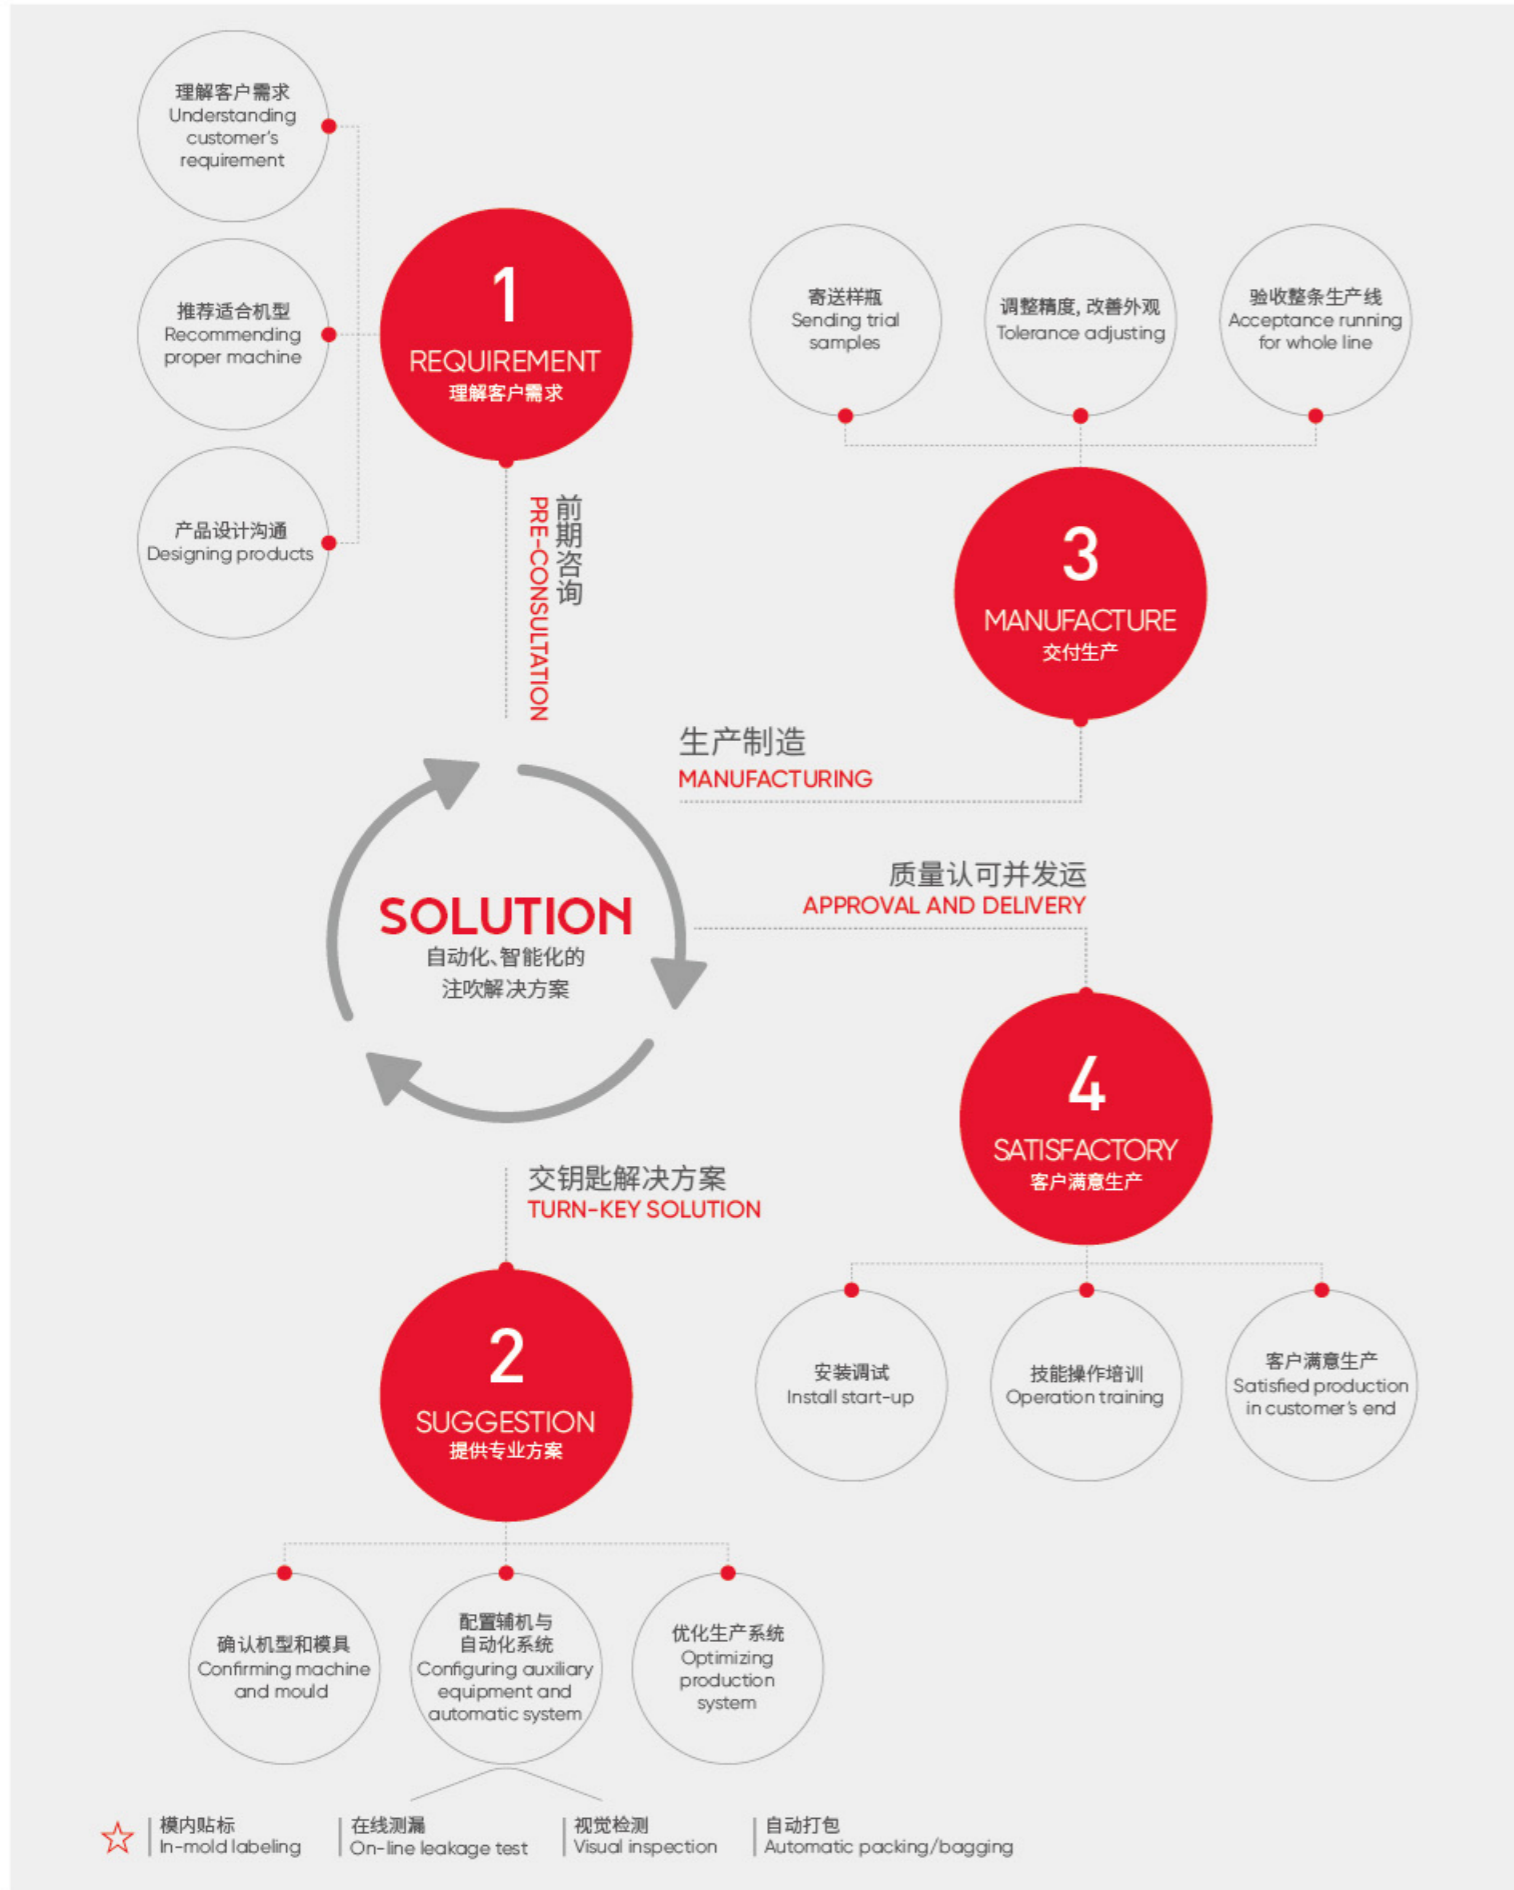 理解客户需求
Understanding
customer's
requirement
推荐适合机型
Recommending
proper machine
产品设计沟通
Designing products
1
REQUIREMENT
理解客户需求
前期咨询
PRE-CONSULTATION
寄送样瓶
Sending trial
samples
调整精度, 改善外观
Tolerance adjusting
验收整条生产线
Acceptance running
for whole line
3
MANUFACTURE
交付生产
生产制造
MANUFACTURING
SOLUTION
自动化、智能化的
注吹解决方案
质量认可并发运
APPROVAL AND DELIVERY
4
SATISFACTORY
客户满意生产
安装调试
Install start-up
技能操作培训
Operation training
客户满意生产
Satisfied production
in customer's end
交钥匙解决方案
TURN-KEY SOLUTION
2
SUGGESTION
提供专业方案
确认机型和模具
Confirming machine
and mould
配置辅机与
自动化系统
Configuring auxiliary
equipment and
automatic system
优化生产系统
Optimizing
production
system
模内贴标
In-mold labeling
在线测漏
On-line leakage test
视觉检测
Visual inspection
自动打包
Automatic packing/bagging